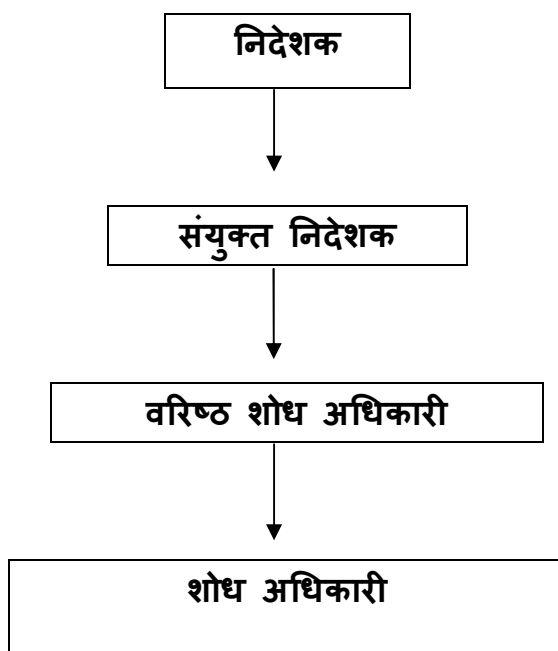 निदेशक
संयुक्त निदेशक
वरिष्ठ शोध अधिकारी
शोध अधिकारी